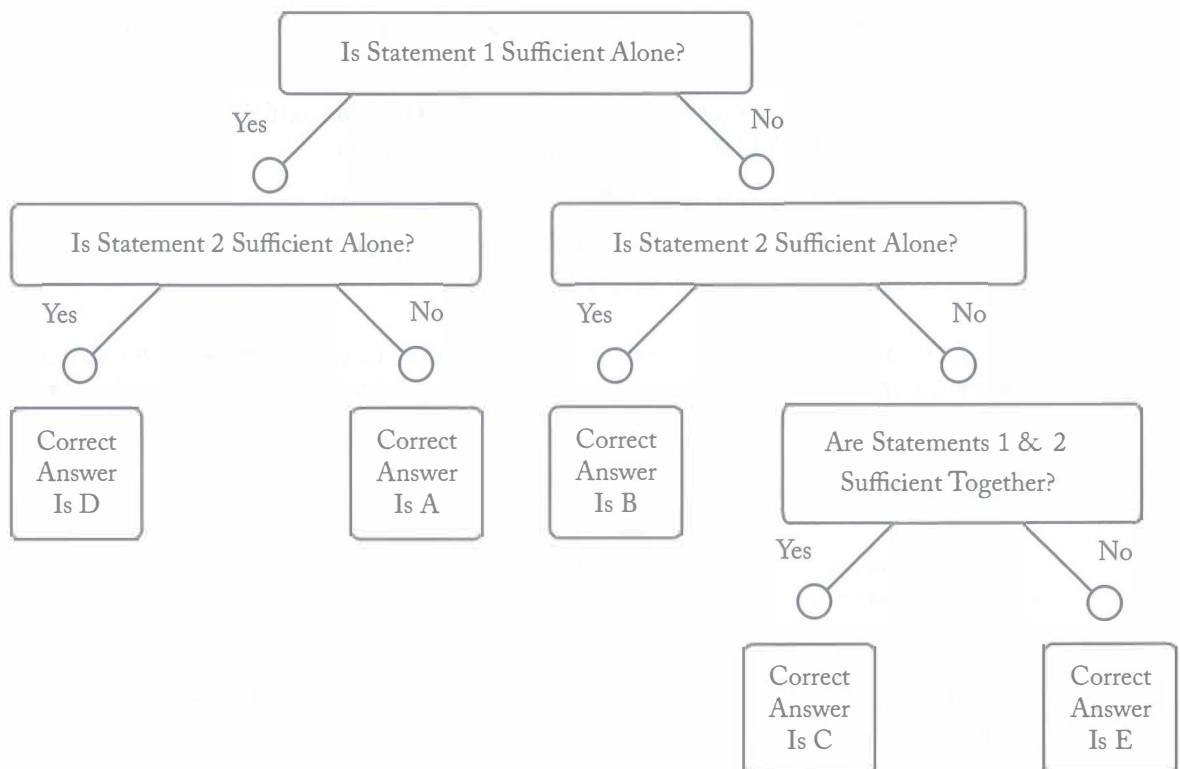 Is Statement 1 Sufficient Alone?
Yes
No
Is Statement 2 Sufficient Alone?
Is Statement 2 Sufficient Alone?
Yes
No
Yes
No
Correct
Answer
Is D
Correct
Answer
Is A
Correct
Answer
Is B
Are Statements 1 & 2
Sufficient Together?
Yes
No
Correct
Answer
Is C
Correct
Answer
Is E